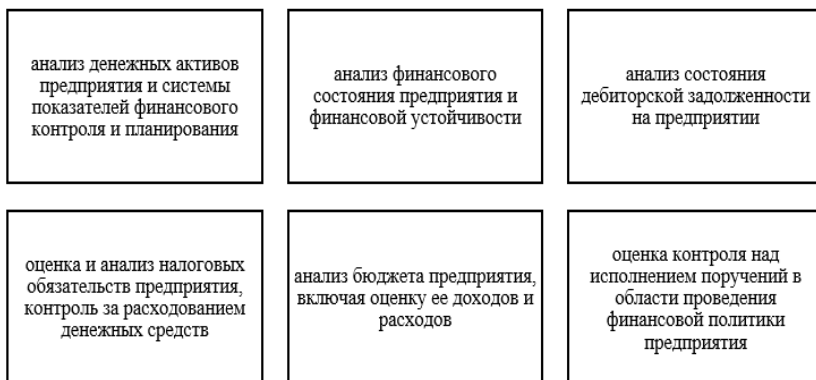 анализ денежных активов
предприятия и системы
показателей финансового
контроля и планирования
анализ финансового
состояния предприятия и
финансовой устойчивости
анализ состояния
дебиторской задолженности
на предприятии
оценка и анализ налоговых
обязательств предприятия,
контроль за расходованием
денежных средств
анализ бюджета предприятия,
включая оценку ее доходов и
расходов
оценка контроля над
исполнением поручений в
области проведения
финансовой политики
предприятия